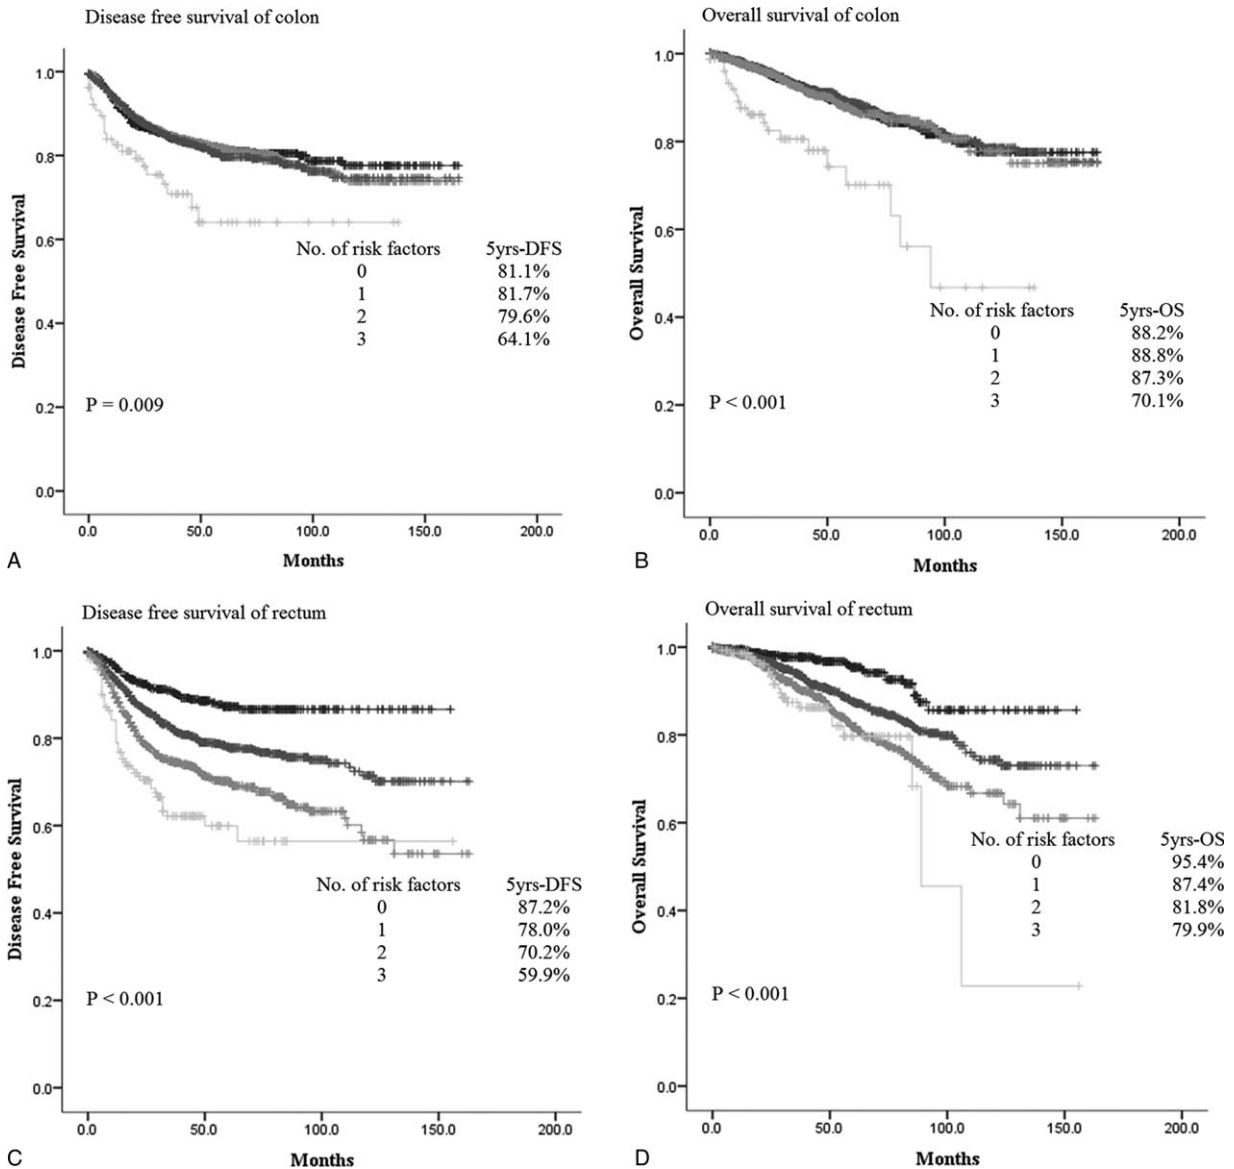 Disease free survival of colon
Disease Free Survival
1.0
0.8
0.6
0.4
0.2
0.0
No. of risk factors 5yrs-DFS
0 81.1%
1 81.7%
2 79.6%
3 64.1%
P = 0.009
0.0 50.0 100.0 150.0 200.0
Months
A
Overall survival of colon
Overall Survival
1.0
0.8
0.6
0.4
0.2
0.0
No. of risk factors 5yrs-OS
0 88.2%
1 88.8%
2 87.3%
3 70.1%
P < 0.001
0.0 50.0 100.0 150.0 200.0
Months
B
Disease free survival of rectum
Disease Free Survival
1.0
0.8
0.6
0.4
0.2
0.0
No. of risk factors 5yrs-DFS
0 87.2%
1 78.0%
2 70.2%
3 59.9%
P < 0.001
0.0 50.0 100.0 150.0 200.0
Months
C
Overall survival of rectum
Overall Survival
1.0
0.8
0.6
0.4
0.2
0.0
No. of risk factors 5yrs-OS
0 95.4%
1 87.4%
2 81.8%
3 79.9%
P < 0.001
0.0 50.0 100.0 150.0 200.0
Months
D